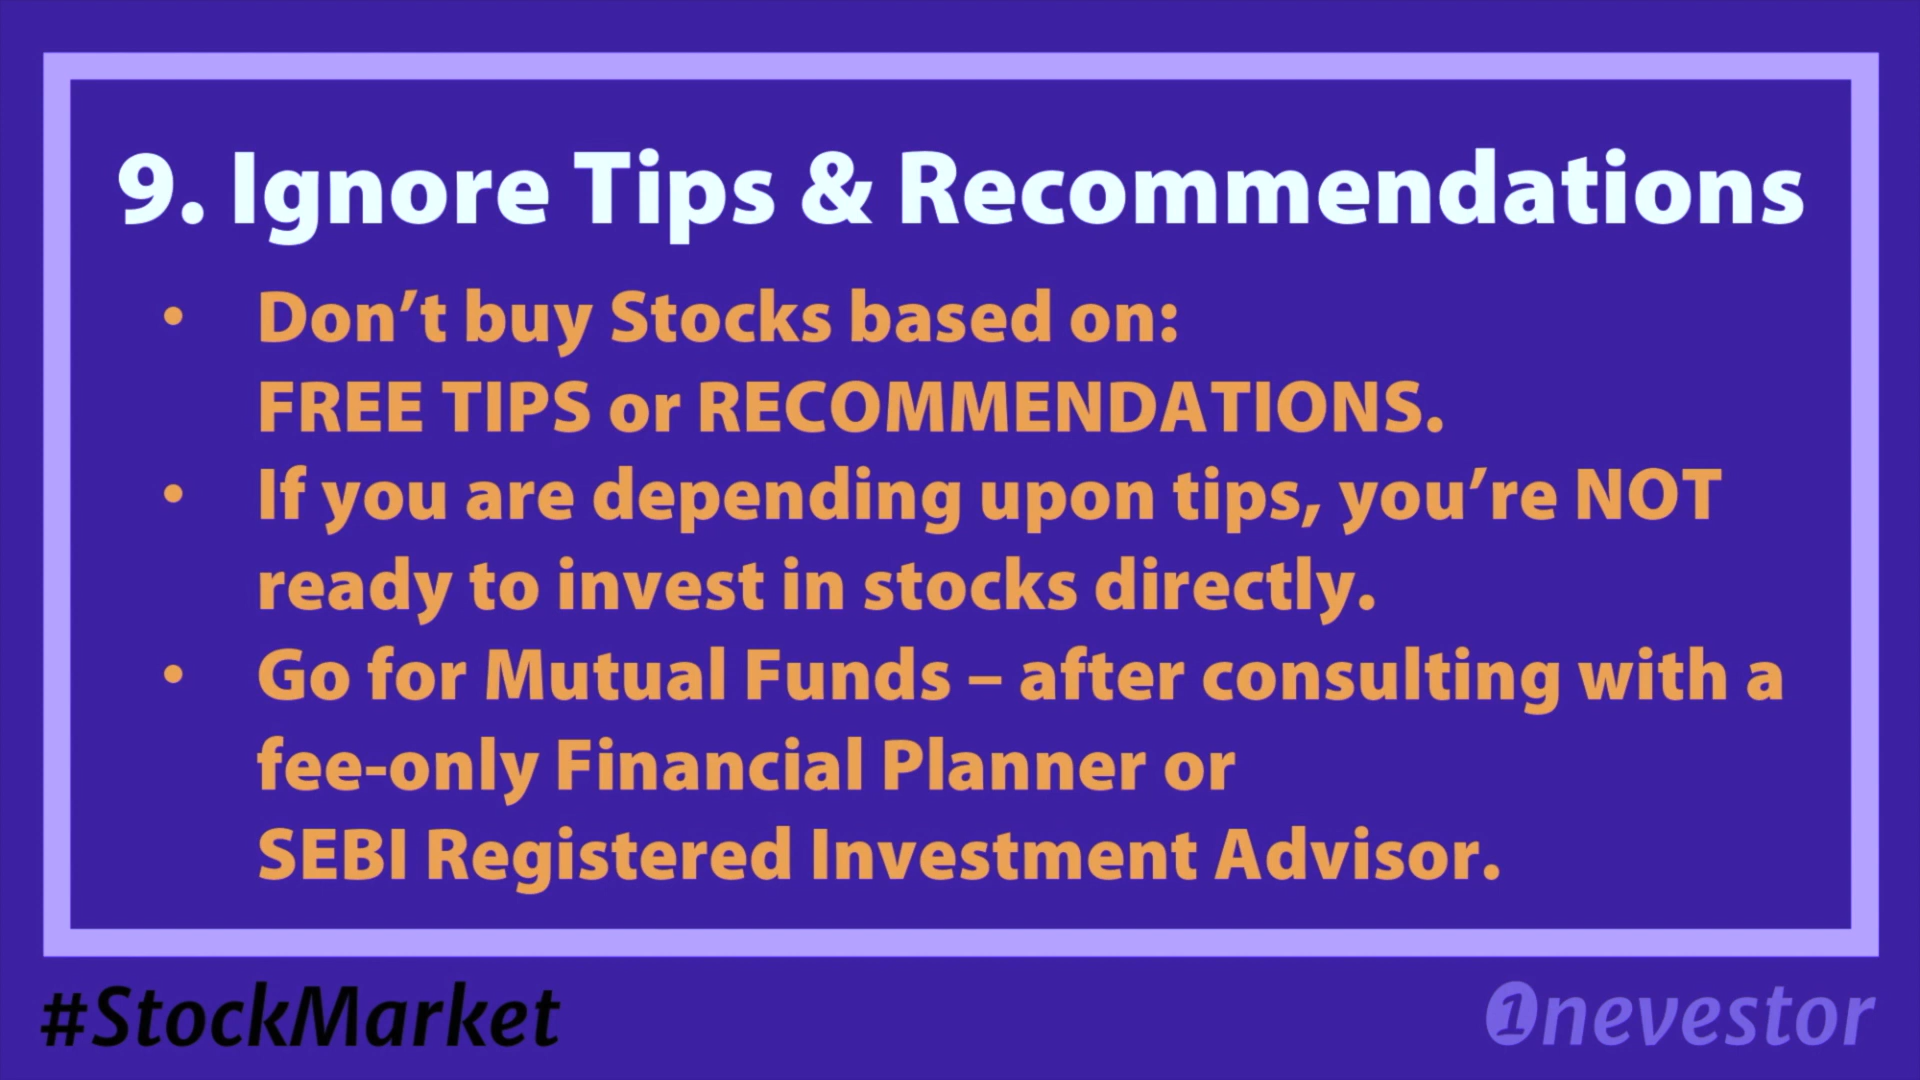 9. Ignore Tips & Recommendations
• Don’t buy Stocks based on:
FREE TIPS or RECOMMENDATIONS.
• If you are depending upon tips, you’re NOT
ready to invest in stocks directly.
• Go for Mutual Funds – after consulting with a
fee-only Financial Planner or
SEBI Registered Investment Advisor.
#StockMarket
1nevestor